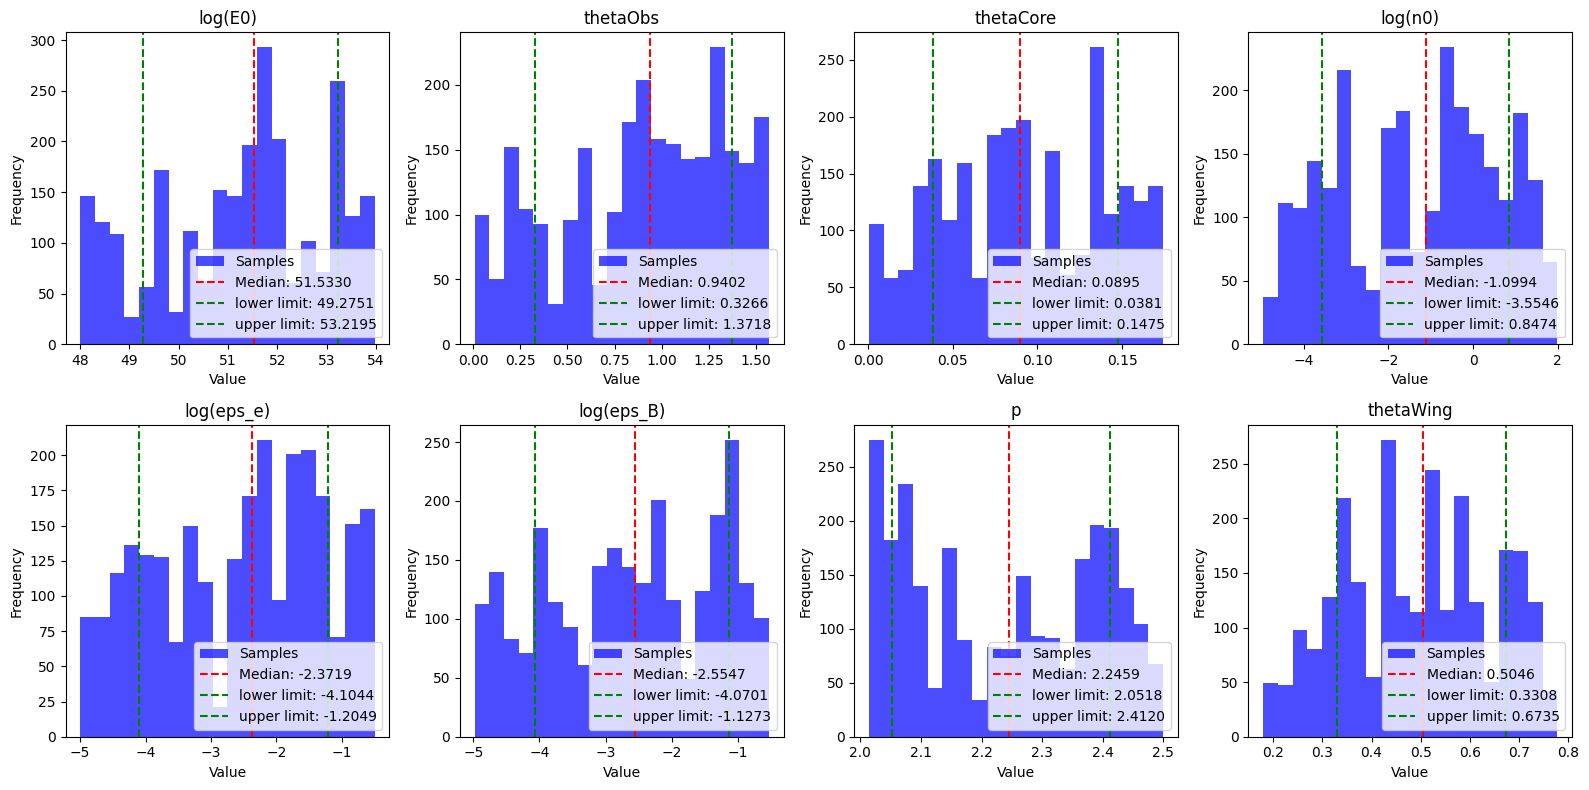 log(E0)
300
250
200
150
100
50
0
Frequency
48
49
50
51
52
53
54
Value
Samples
Median: 51.5330
lower limit: 49.2751
upper limit: 53.2195
thetaObs
200
150
100
50
0
Frequency
0.00
0.25
0.50
0.75
1.00
1.25
1.50
Value
Samples
Median: 0.9402
lower limit: 0.3266
upper limit: 1.3718
thetaCore
250
200
150
100
50
0
Frequency
0.00
0.05
0.10
0.15
Value
Samples
Median: 0.0895
lower limit: 0.0381
upper limit: 0.1475
log(n0)
200
150
100
50
0
Frequency
−4
−2
0
2
Value
Samples
Median: -1.0994
lower limit: -3.5546
upper limit: 0.8474
log(eps_e)
200
175
150
125
100
75
50
25
0
Frequency
−5
−4
−3
−2
−1
Value
Samples
Median: -2.3719
lower limit: -4.1044
upper limit: -1.2049
log(eps_B)
250
200
150
100
50
0
Frequency
−5
−4
−3
−2
−1
Value
Samples
Median: -2.5547
lower limit: -4.0701
upper limit: -1.1273
p
250
200
150
100
50
0
Frequency
2.0
2.1
2.2
2.3
2.4
2.5
Value
Samples
Median: 2.2459
lower limit: 2.0518
upper limit: 2.4120
thetaWing
250
200
150
100
50
0
Frequency
0.2
0.3
0.4
0.5
0.6
0.7
0.8
Value
Samples
Median: 0.5046
lower limit: 0.3308
upper limit: 0.6735